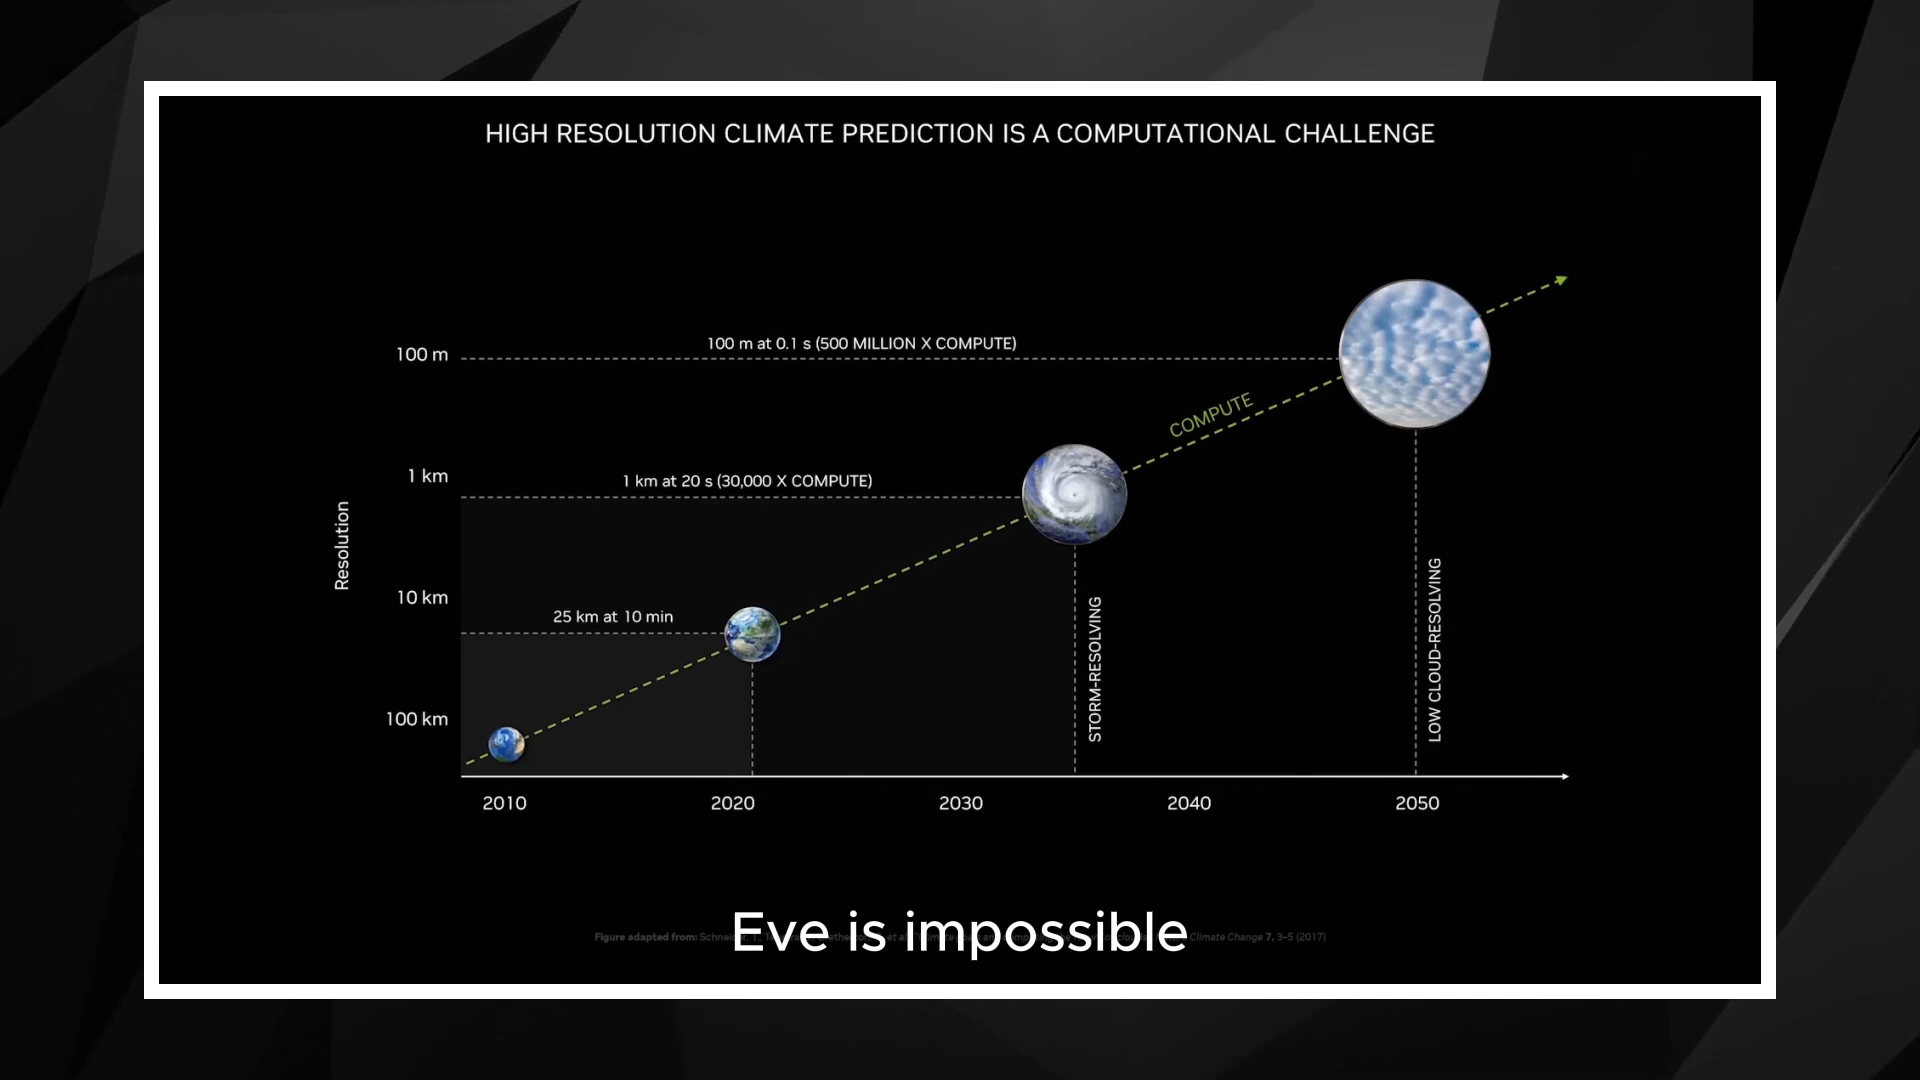 HIGH RESOLUTION CLIMATE PREDICTION IS A COMPUTATIONAL CHALLENGE
100 m at 0.1 s (500 MILLION X COMPUTE)
100 m
COMPUTE
1 km
1 km at 20 s (30,000 X COMPUTE)
Resolution
10 km
25 km at 10 min
STORM-RESOLVING
LOW CLOUD-RESOLVING
100 km
2010 2020 2030 2040 2050
Eve is impossible
Figure adapted from: Climate Change 7, 3–5 (2017)